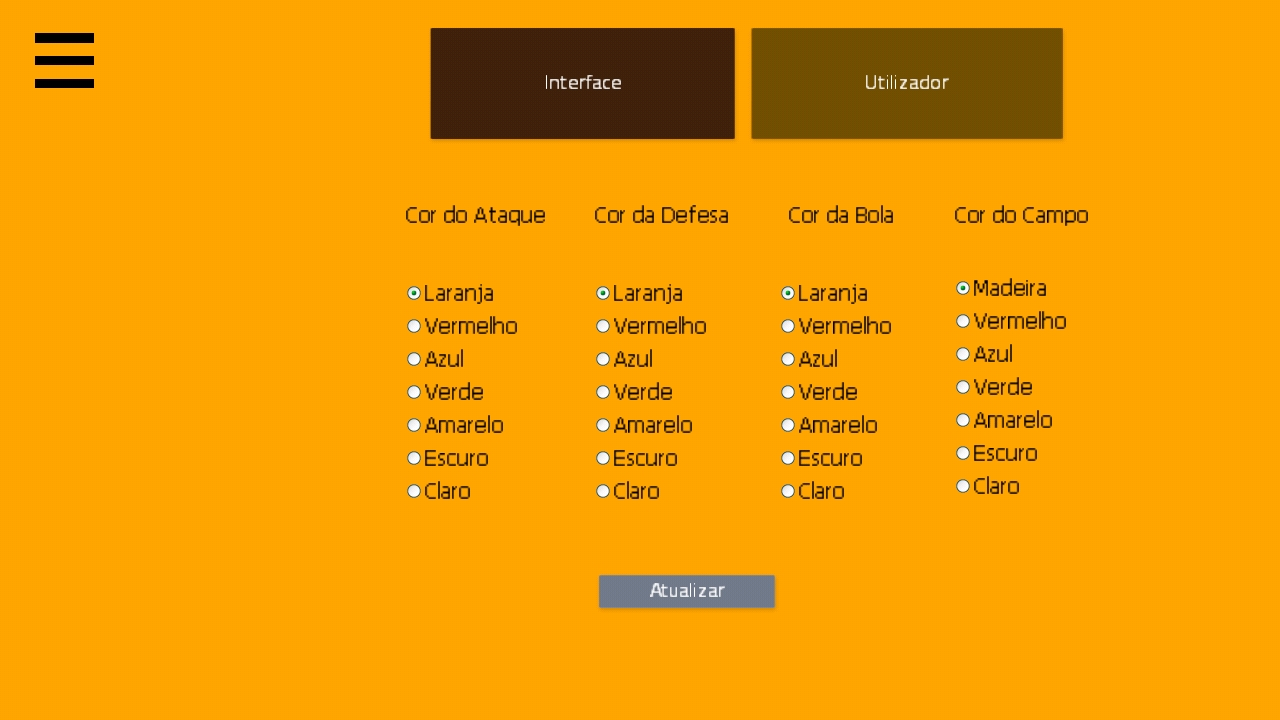 Interface
Utilizador
Cor do Ataque
Cor da Defesa
Cor da Bola
Cor do Campo
Laranja
Vermelho
Azul
Verde
Amarelo
Escuro
Claro
Laranja
Vermelho
Azul
Verde
Amarelo
Escuro
Claro
Laranja
Vermelho
Azul
Verde
Amarelo
Escuro
Claro
Madeira
Vermelho
Azul
Verde
Amarelo
Escuro
Claro
Atualizar